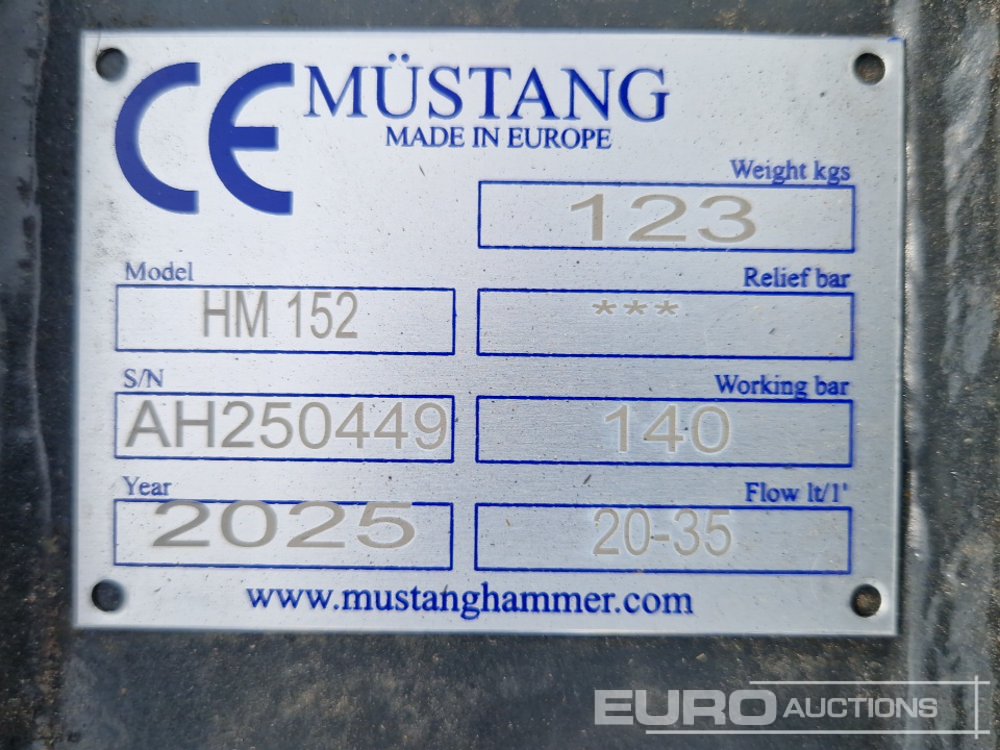 CE MÜSTANG
MADE IN EUROPE
Weight kgs
123
Model
HM 152
Relief bar
***
S/N
AH250449
Working bar
140
Year
2025
Flow lt/1'
20-35
www.mustanghammer.com
EURO AUCTIONS